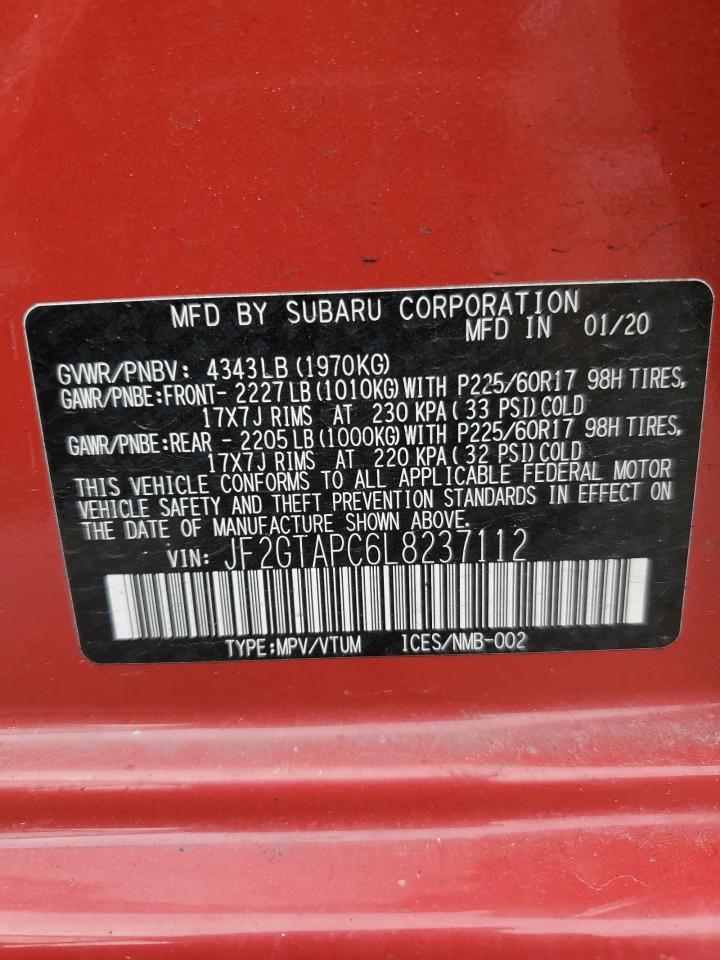 MFD BY SUBARU CORPORATION
MFD IN 01/20
GVWR/PNBV: 4343LB(1970KG)
GAWR/PNBE:FRONT- 2227LB(1010KG)WITH P225/60R17 98H TIRES,
17X7J RIMS AT 230 KPA(33 PSI)COLD
GAWR/PNBE:REAR - 2205LB(1000KG)WITH P225/60R17 98H TIRES,
17X7J RIMS AT 220 KPA(32 PSI)COLD
THIS VEHICLE CONFORMS TO ALL APPLICABLE FEDERAL MOTOR
VEHICLE SAFETY AND THEFT PREVENTION STANDARDS IN EFFECT ON
THE DATE OF MANUFACTURE SHOWN ABOVE.
VIN: JF2GTAPC6L8237112
TYPE:MPV/VTUM ICES/NMB-002